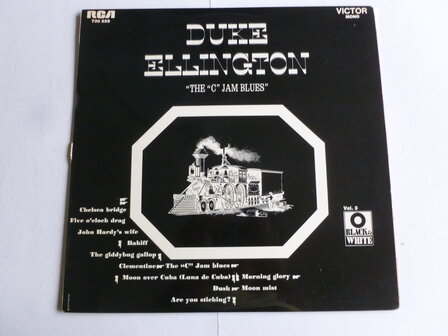 RCA
730 559
VICTOR
MONO
DUKE
ELLINGTON
"THE "C" JAM BLUES"
Chelsea bridge
Five o'clock drag
John Hardy's wife
Bakiff
The giddybug gallop
Clementine The "C" Jam blues
Moon over Cuba (Luna de Cuba) Morning glory
Dusk Moon mist
Are you sticking?
Vol. 3
BLACK &
WHITE